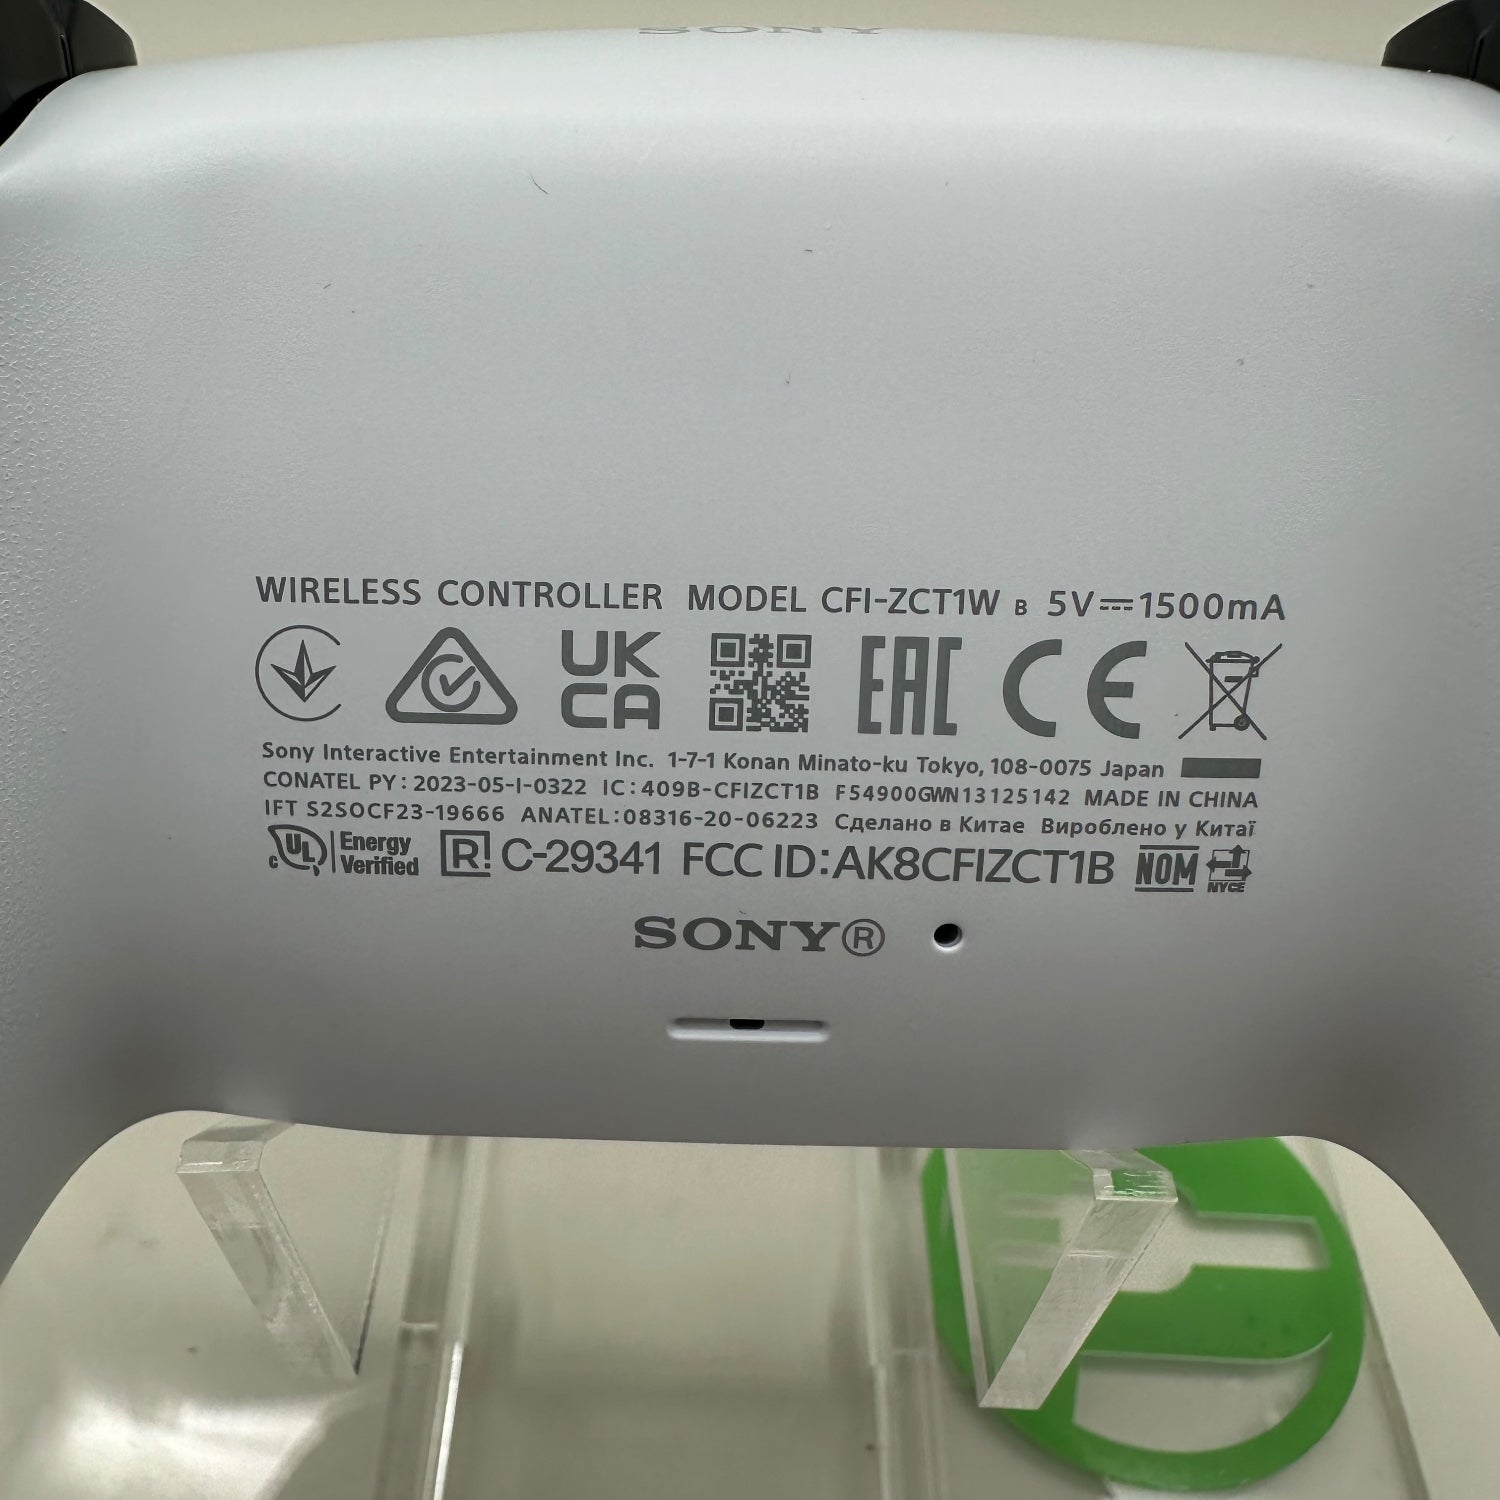 SONY
WIRELESS CONTROLLER MODEL CFI-ZCT1W B 5V⎓1500mA
UK
CA
EAC
CE
Sony Interactive Entertainment Inc. 1-7-1 Konan Minato-ku Tokyo, 108-0075 Japan
CONATEL PY: 2023-05-I-0322 IC: 409B-CFIZCT1B F54900GWN13125142 MADE IN CHINA
IFT S2SOCF23-19666 ANATEL: 08316-20-06223 Сделано в Китае Вироблено у Китаї
c UL Energy Verified R! C-29341 FCC ID: AK8CFIZCT1B NOM NYCE
SONY®